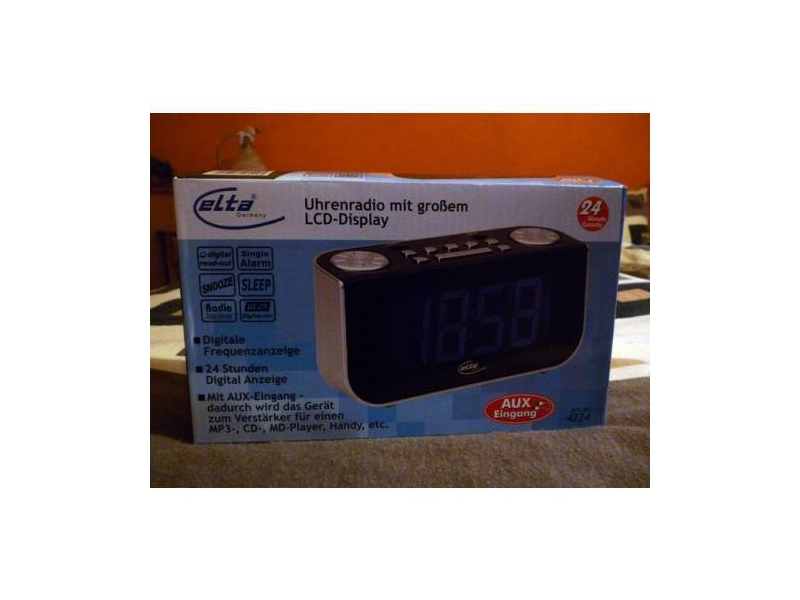 elta
Germany
Uhrenradio mit großem
LCD-Display
24
Monate
Garantie
digital
read-out
Single
Alarm
SNOOZE
SLEEP
Radio
18:58
elta
Digitale
Frequenzanzeige
24 Stunden
Digital Anzeige
Mit AUX-Eingang -
dadurch wird das Gerät
zum Verstärker für einen
MP3-, CD-, MD-Player, Handy, etc.
AUX
Eingang
4224